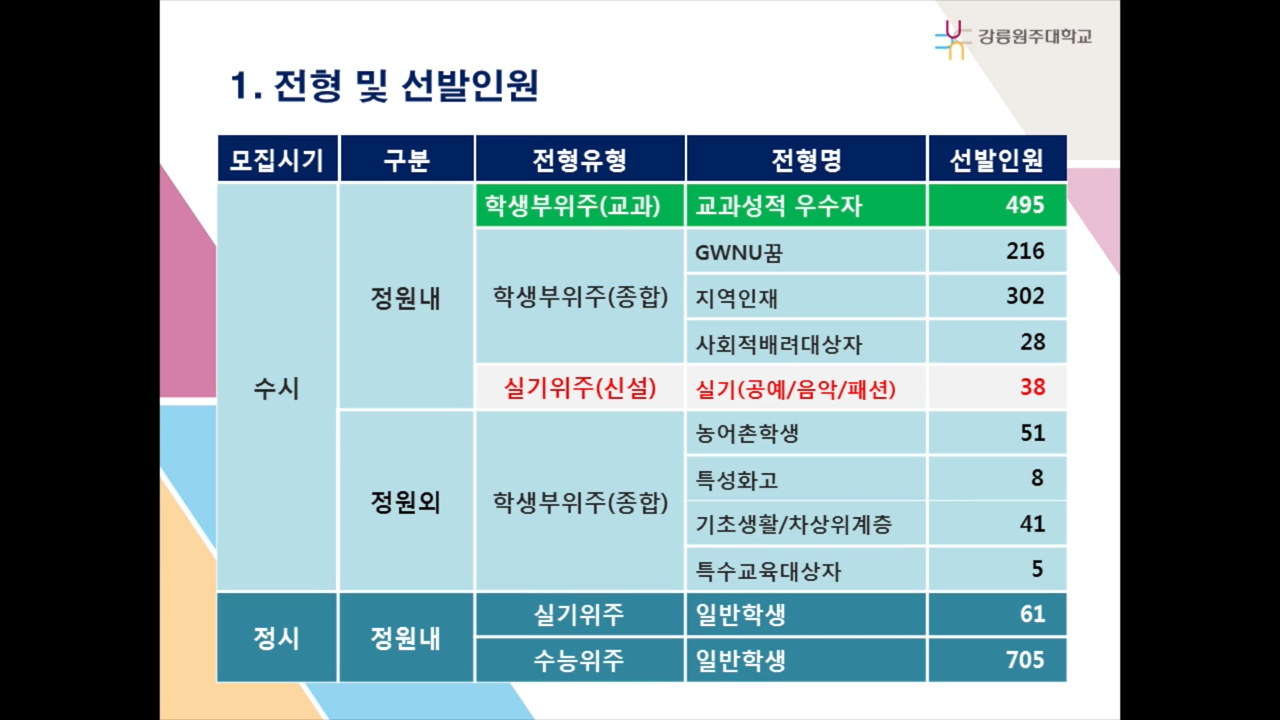 강릉원주대학교
1. 전형 및 선발인원
모집시기 구분 전형유형 전형명 선발인원
수시 정원내 학생부위주(교과) 교과성적 우수자 495
학생부위주(종합) GWNU꿈 216
지역인재 302
사회적배려대상자 28
실기위주(신설) 실기(공예/음악/패션) 38
정원외 학생부위주(종합) 농어촌학생 51
특성화고 8
기초생활/차상위계층 41
특수교육대상자 5
정시 정원내 실기위주 일반학생 61
수능위주 일반학생 705